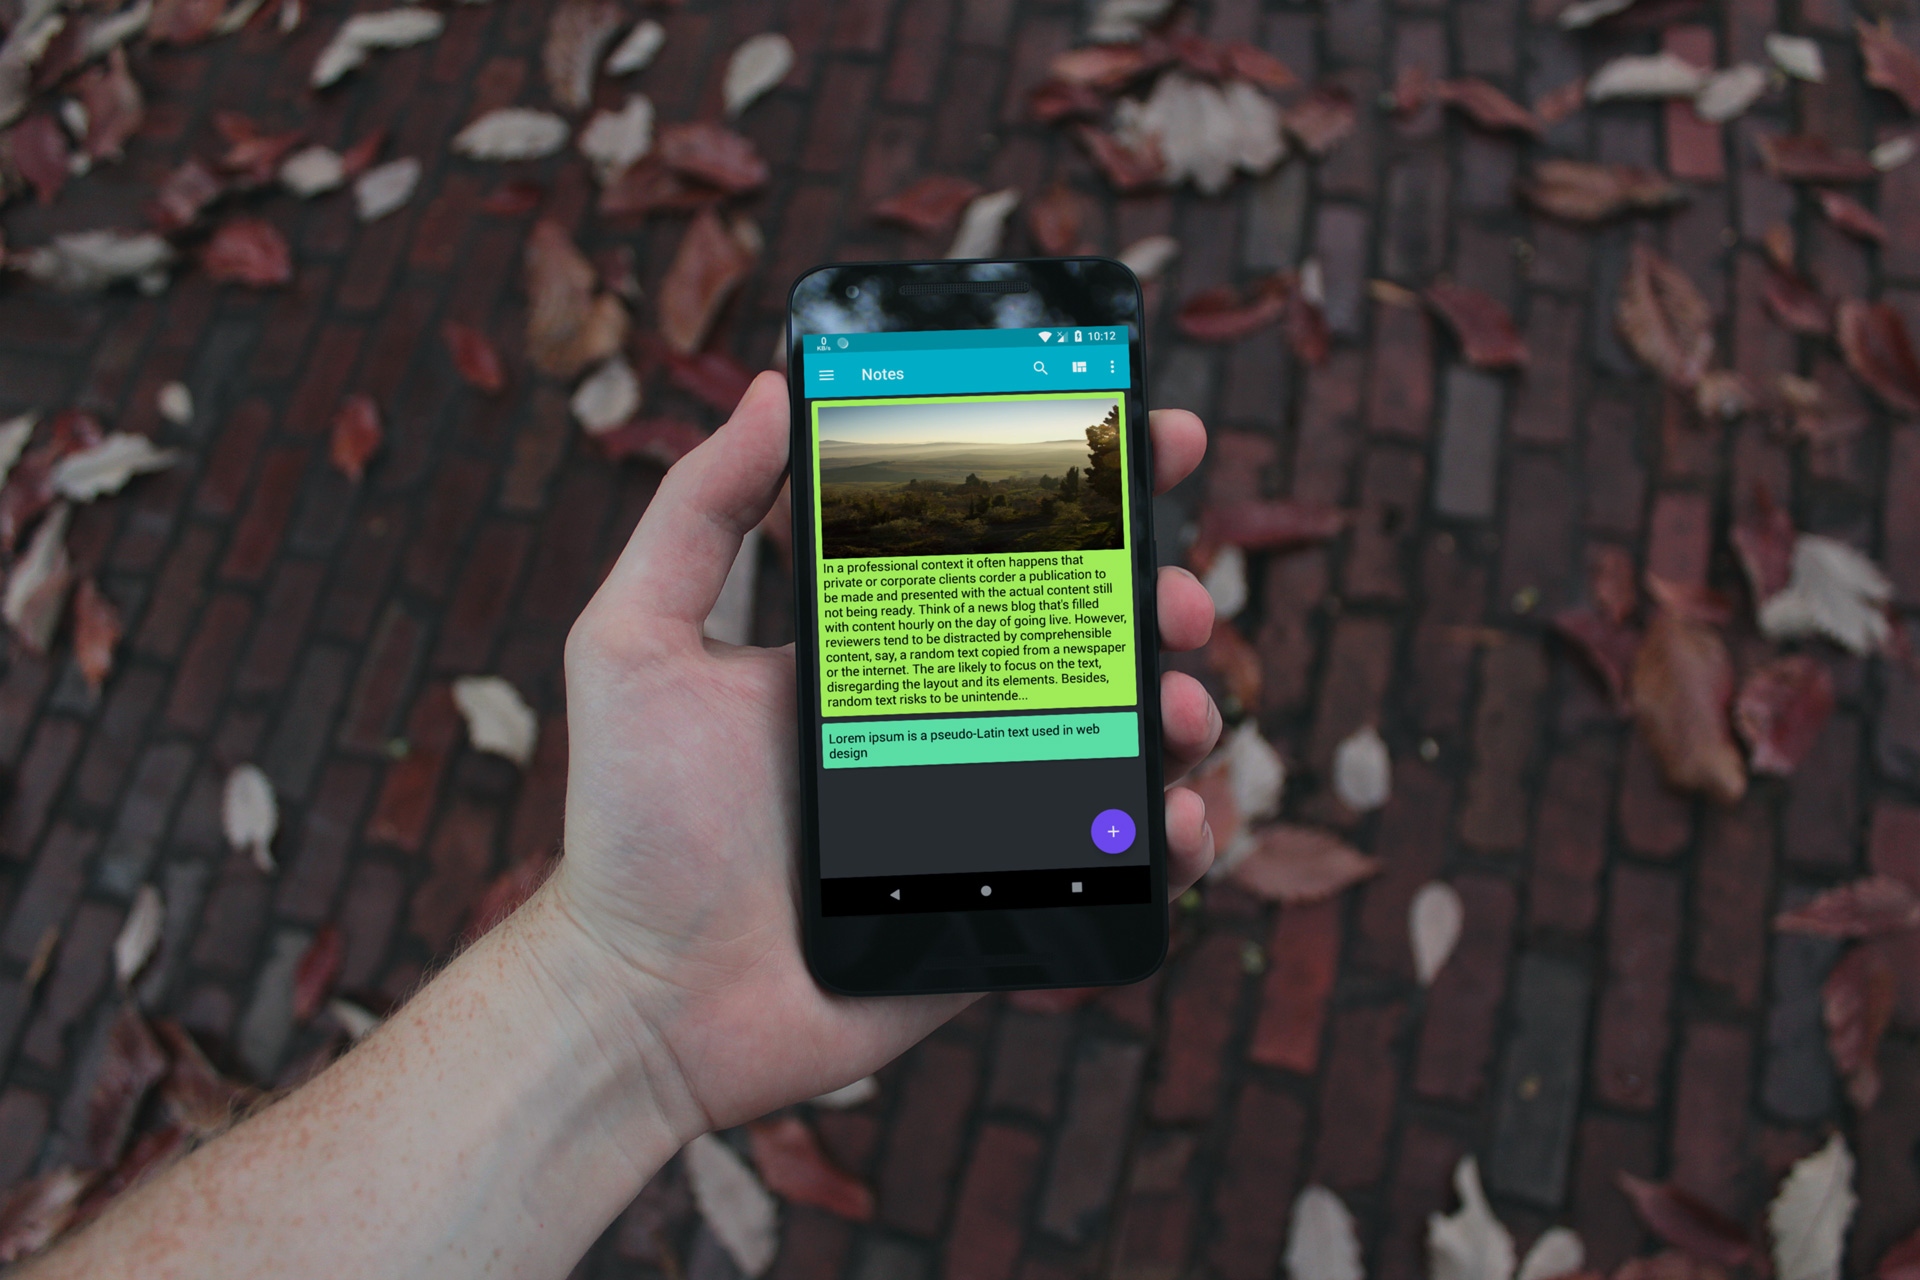 0
KB/s
10:12
Notes
In a professional context it often happens that
private or corporate clients corder a publication to
be made and presented with the actual content still
not being ready. Think of a news blog that's filled
with content hourly on the day of going live. However,
reviewers tend to be distracted by comprehensible
content, say, a random text copied from a newspaper
or the internet. The are likely to focus on the text,
disregarding the layout and its elements. Besides,
random text risks to be unintende...
Lorem ipsum is a pseudo-Latin text used in web
design